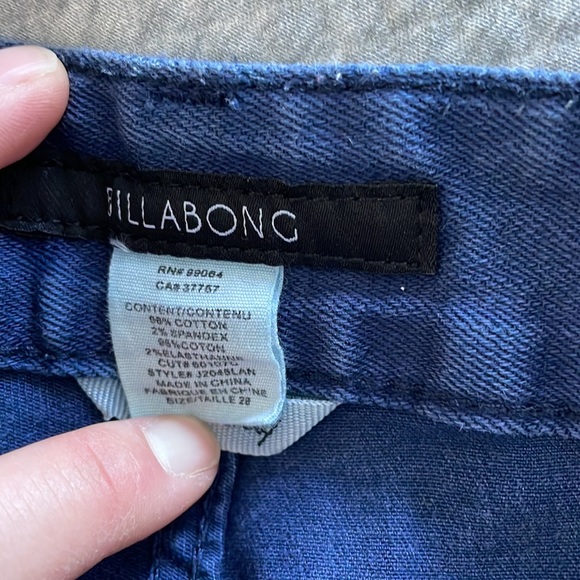 BILLABONG
RN# 99064
CA# 37757
CONTENT/CONTENU
98% COTTON
2% SPANDEX
98%COTON
2%ELASTHANNE
CUT#
STYLE# J2045LAN
MADE IN CHINA
FABRIQUE EN CHINE
SIZE/TAILLE 28